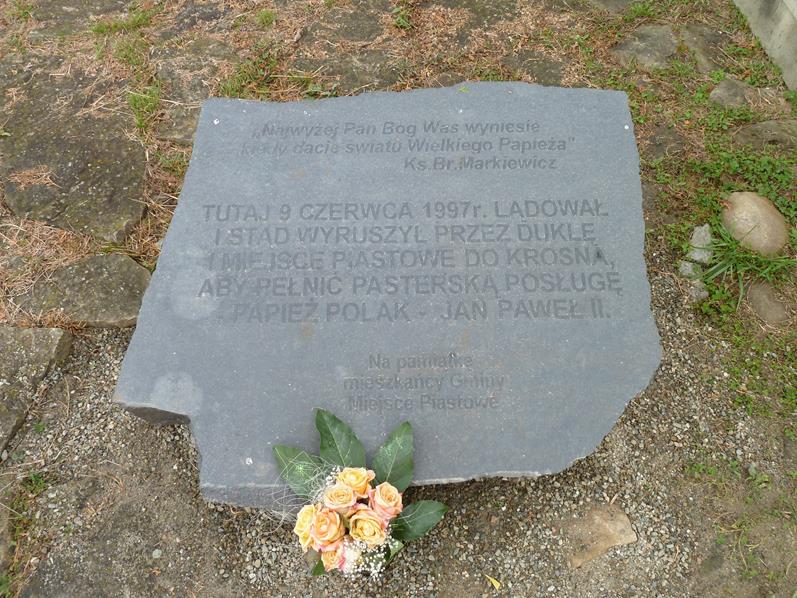 „Najwyżej Pan Bóg Was wyniesie
kiedy dacie światu Wielkiego Papieża"
Ks.Br.Markiewicz
TUTAJ 9 CZERWCA 1997r. LĄDOWAŁ
I STĄD WYRUSZYŁ PRZEZ DUKLĘ
I MIEJSCE PIASTOWE DO KROSNA,
ABY PEŁNIĆ PASTERSKĄ POSŁUGĘ
PAPIEŻ POLAK - JAN PAWEŁ II.
Na pamiątkę
mieszkańcy Gminy
Miejsce Piastowe